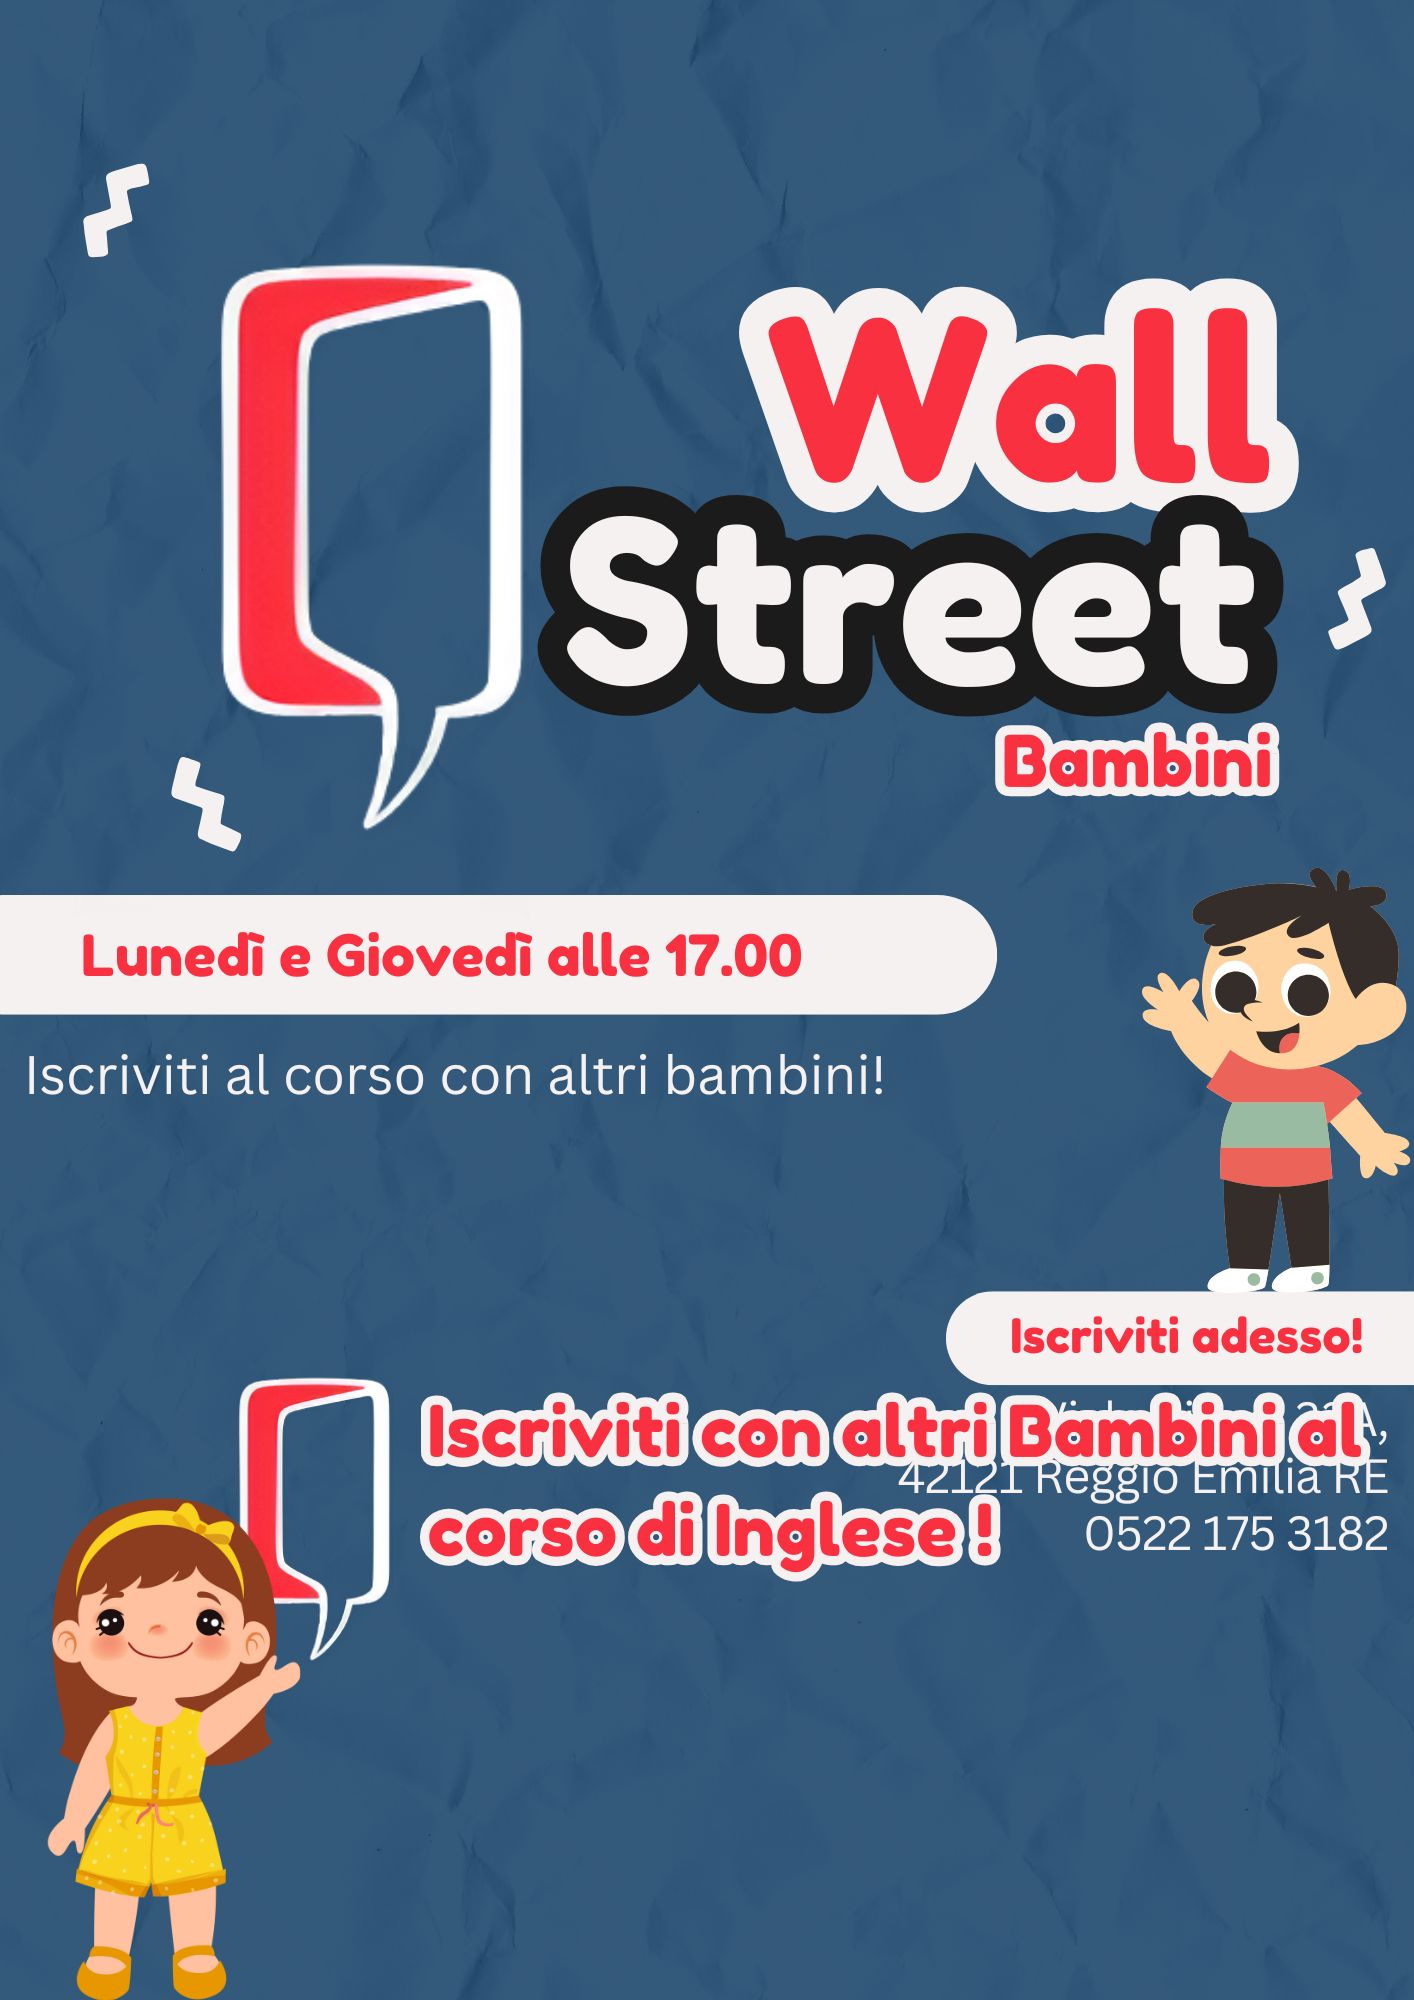 Wall
Street
Bambini
Lunedì e Giovedì alle 17.00
Iscriviti al corso con altri bambini!
Iscriviti adesso!
Iscriviti con altri Bambini al
corso di Inglese !
42121 Reggio Emilia RE
0522 175 3182